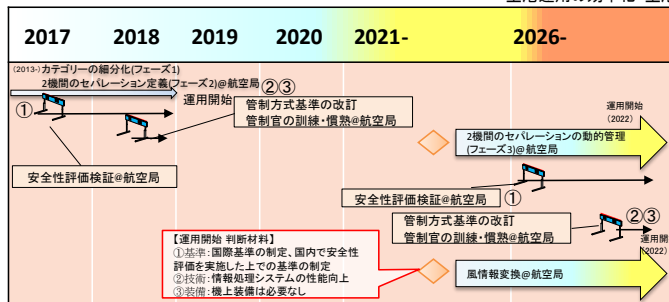 2017
2018
2019
2020
2021-
2026-
(2013-)カテゴリーの細分化(フェーズ1)
2機間のセパレーション定義(フェーズ2)@航空局
運用開始
②③
①
管制方式基準の改訂
管制官の訓練・慣熟@航空局
安全性評価検証@航空局
運用開始
(2022)
2機間のセパレーションの動的管理
(フェーズ3)@航空局
安全性評価検証@航空局
①
管制方式基準の改訂
管制官の訓練・慣熟@航空局
②③
運用開
(2022)
【運用開始 判断材料】
①基準:国際基準の制定、国内で安全性
評価を実施した上での基準の制定
②技術:情報処理システムの性能向上
③装備:機上装備は必要なし
風情報変換@航空局